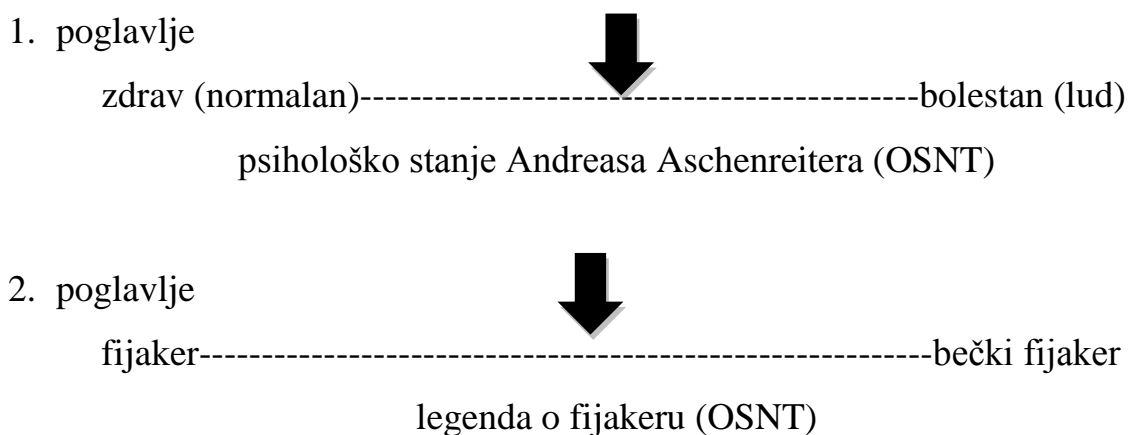 1. poglavlje
zdrav (normalan)---------------------------------------------bolestan (lud)
psihološko stanje Andreasa Aschenreitera (OSNT)
2. poglavlje
fijaker-----------------------------------------------------------bečki fijaker
legenda o fijakeru (OSNT)